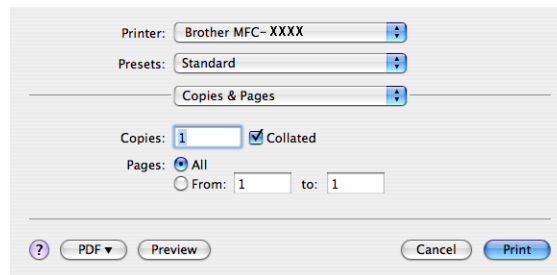 Printer: Brother MFC-XXXX
Presets: Standard
Copies & Pages
Copies: 1 Collated
Pages: All
From: 1 to: 1
? PDF▼ Preview Cancel Print